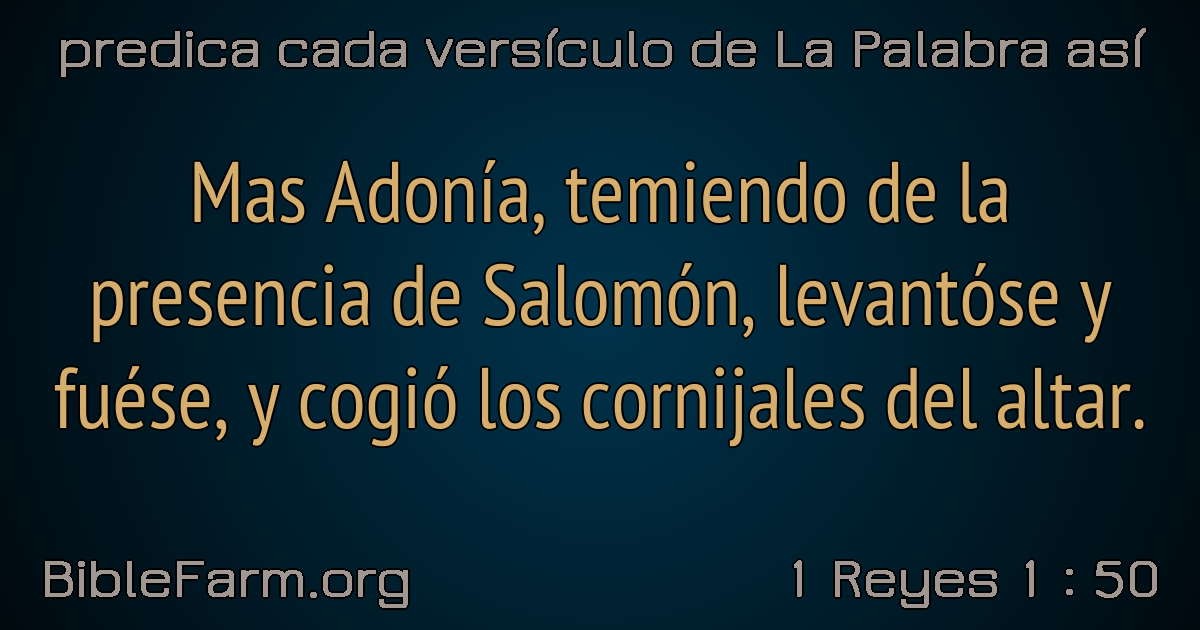 predica cada versículo de La Palabra así
Mas Adonía, temiendo de la
presencia de Salomón, levantóse y
fuése, y cogió los cornijales del altar.
BibleFarm.org
1 Reyes 1 : 50